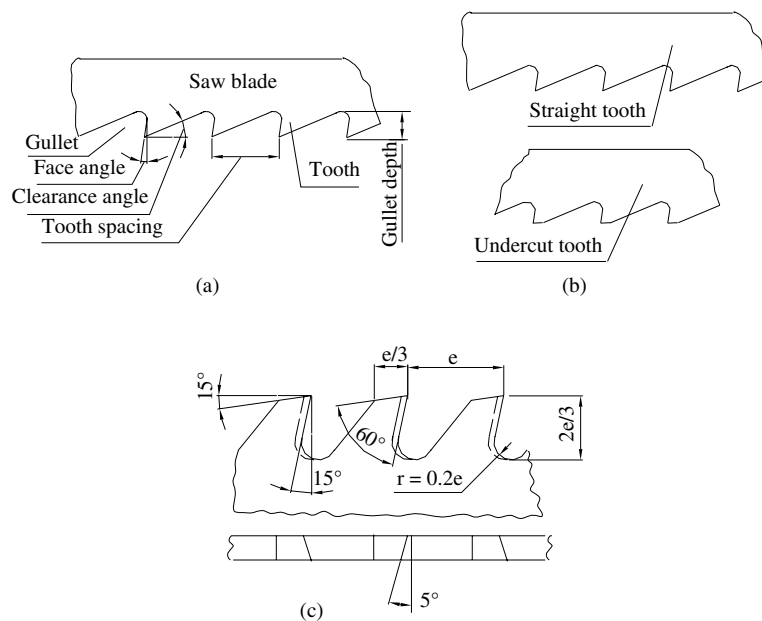 Saw blade
Gullet
Face angle
Clearance angle
Tooth spacing
Tooth
Gullet depth
(a)
Straight tooth
Undercut tooth
(b)
e/3
e
15°
60°
2e/3
15°
r = 0.2e
5°
(c)